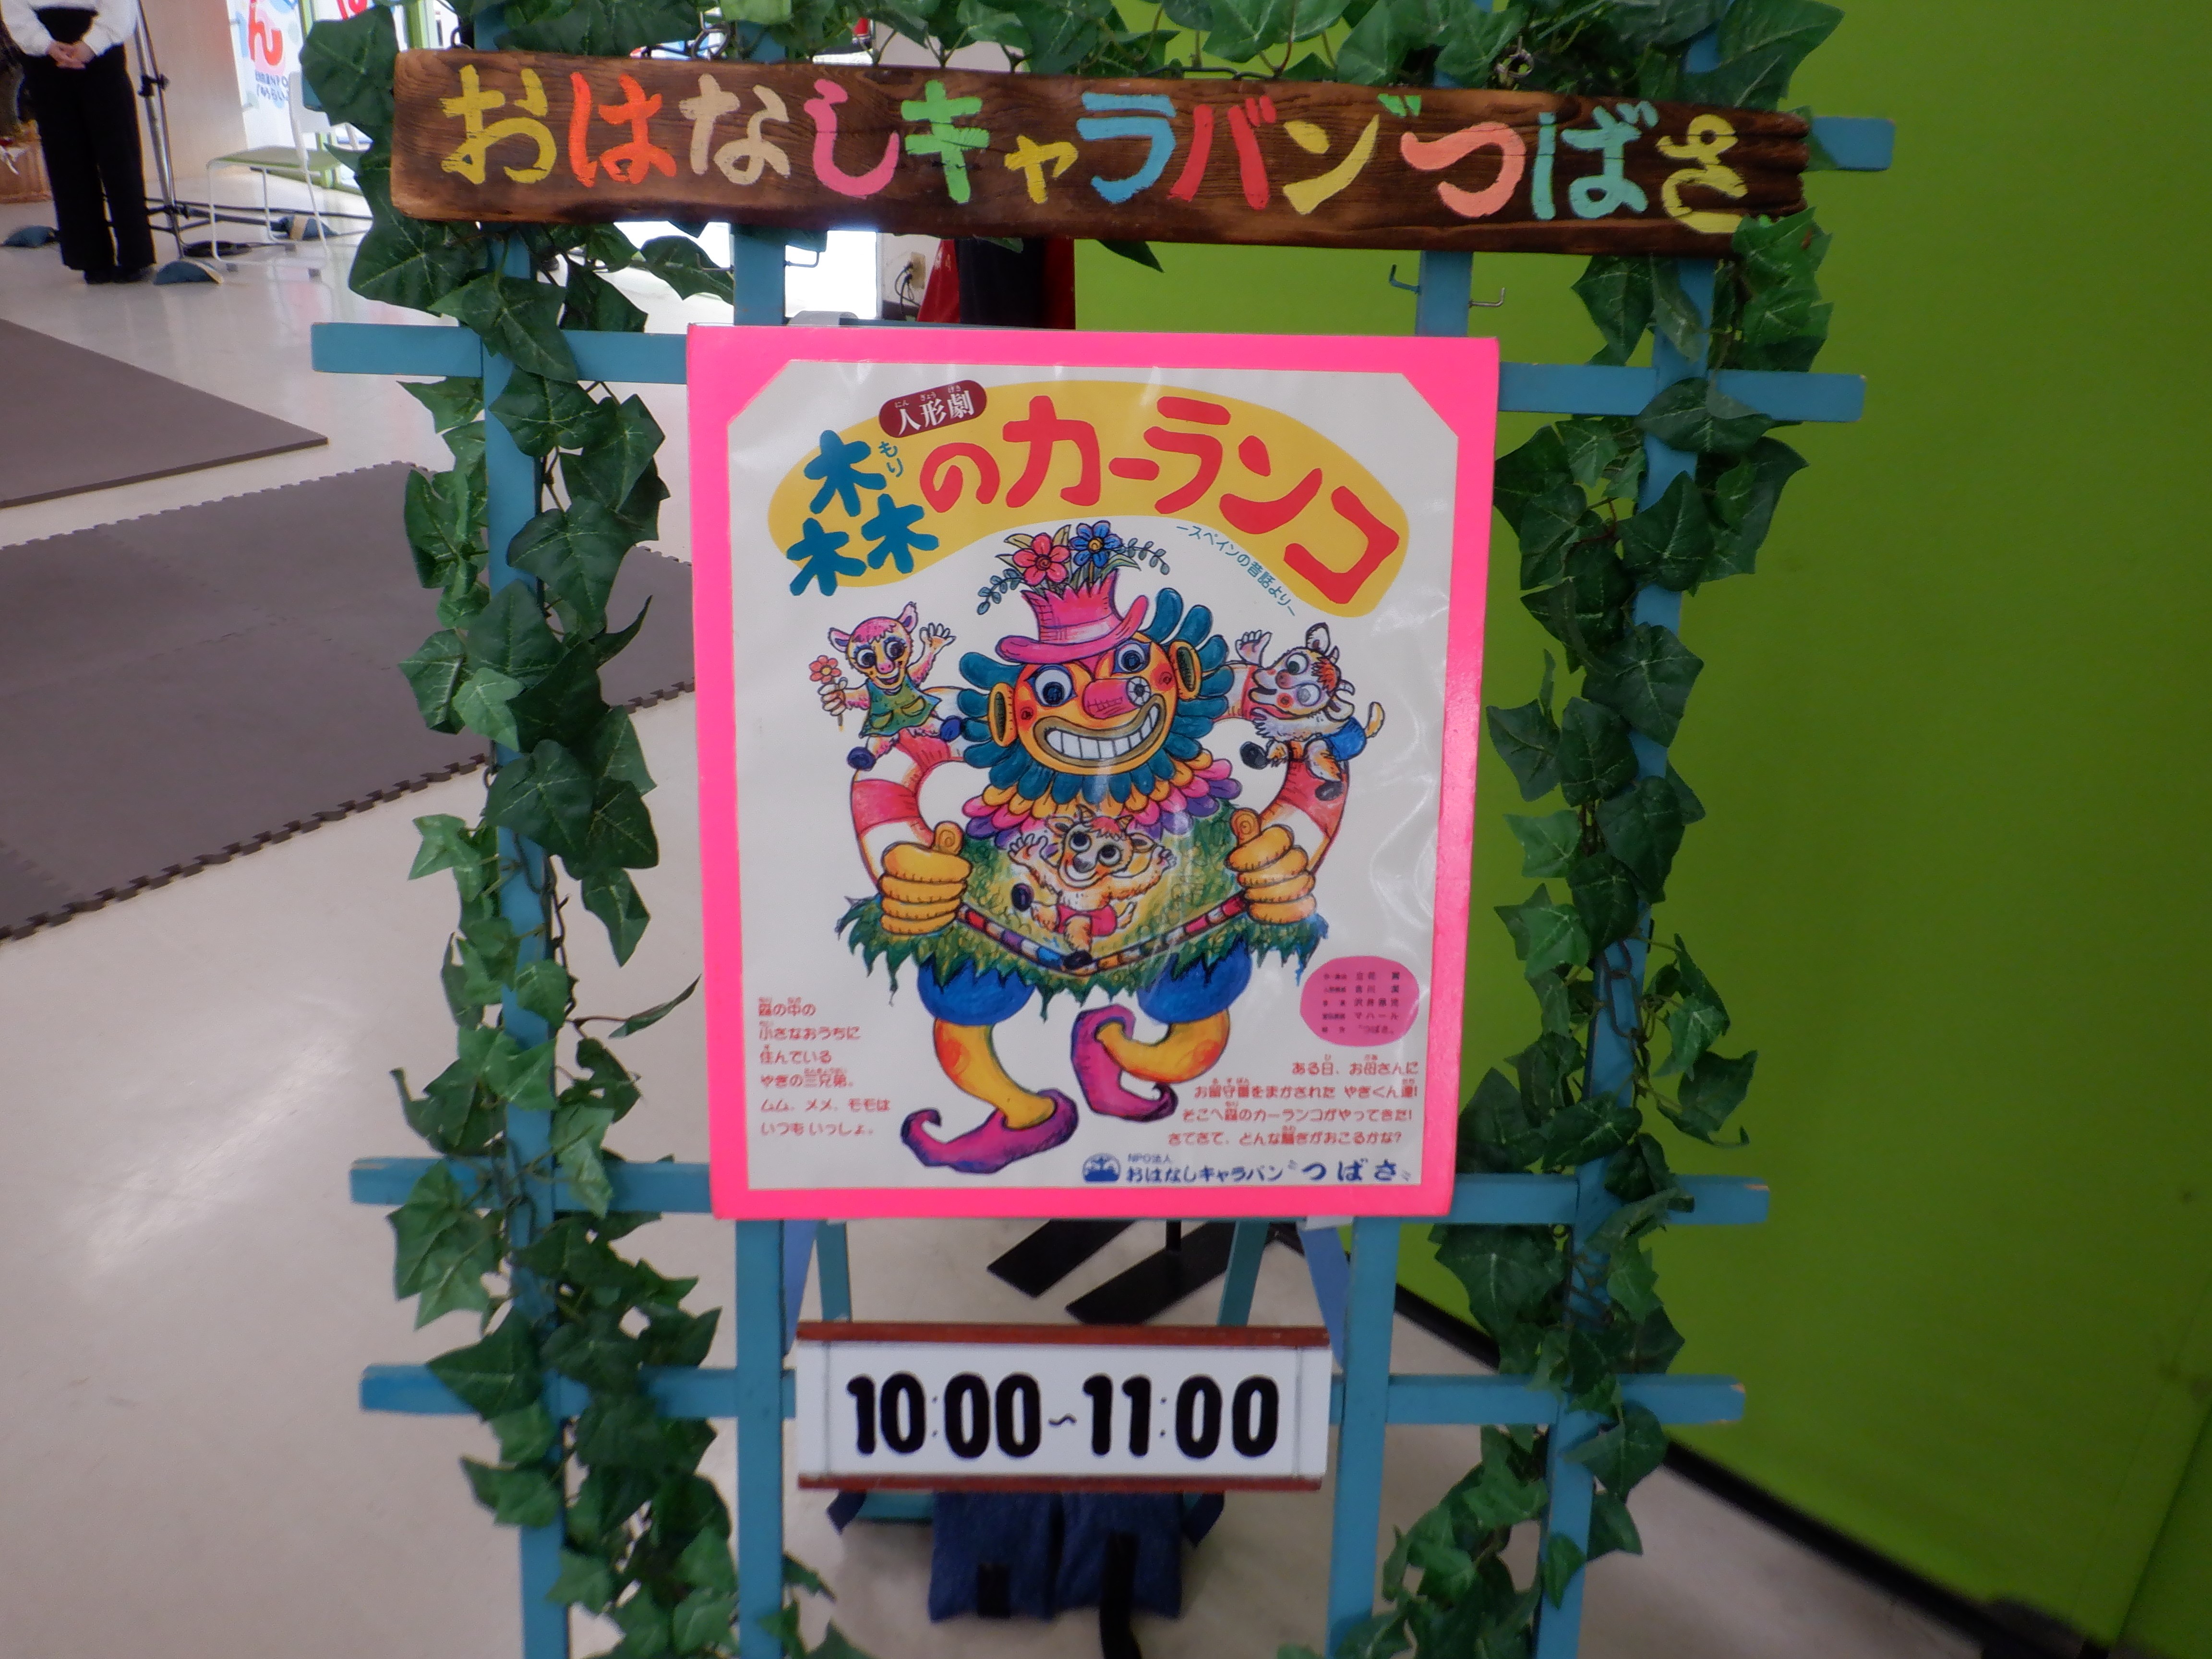 おはなしキャラバンつばさ
人形劇
森のカーランコ
ースペインの昔話よりー
森の中の
小さなおうちに
住んでいる
やぎの三兄弟。
ムム、メメ、モモは
いつもいっしょ。
マハール
"つばさ"
ある日、お母さんに
お留守番をまかされた やぎくん達!
そこへ森のカーランコがやってきた!
さてさて、どんな騒ぎがおこるかな?
NPO法人
おはなしキャラバン"つばさ"
10:00~11:00